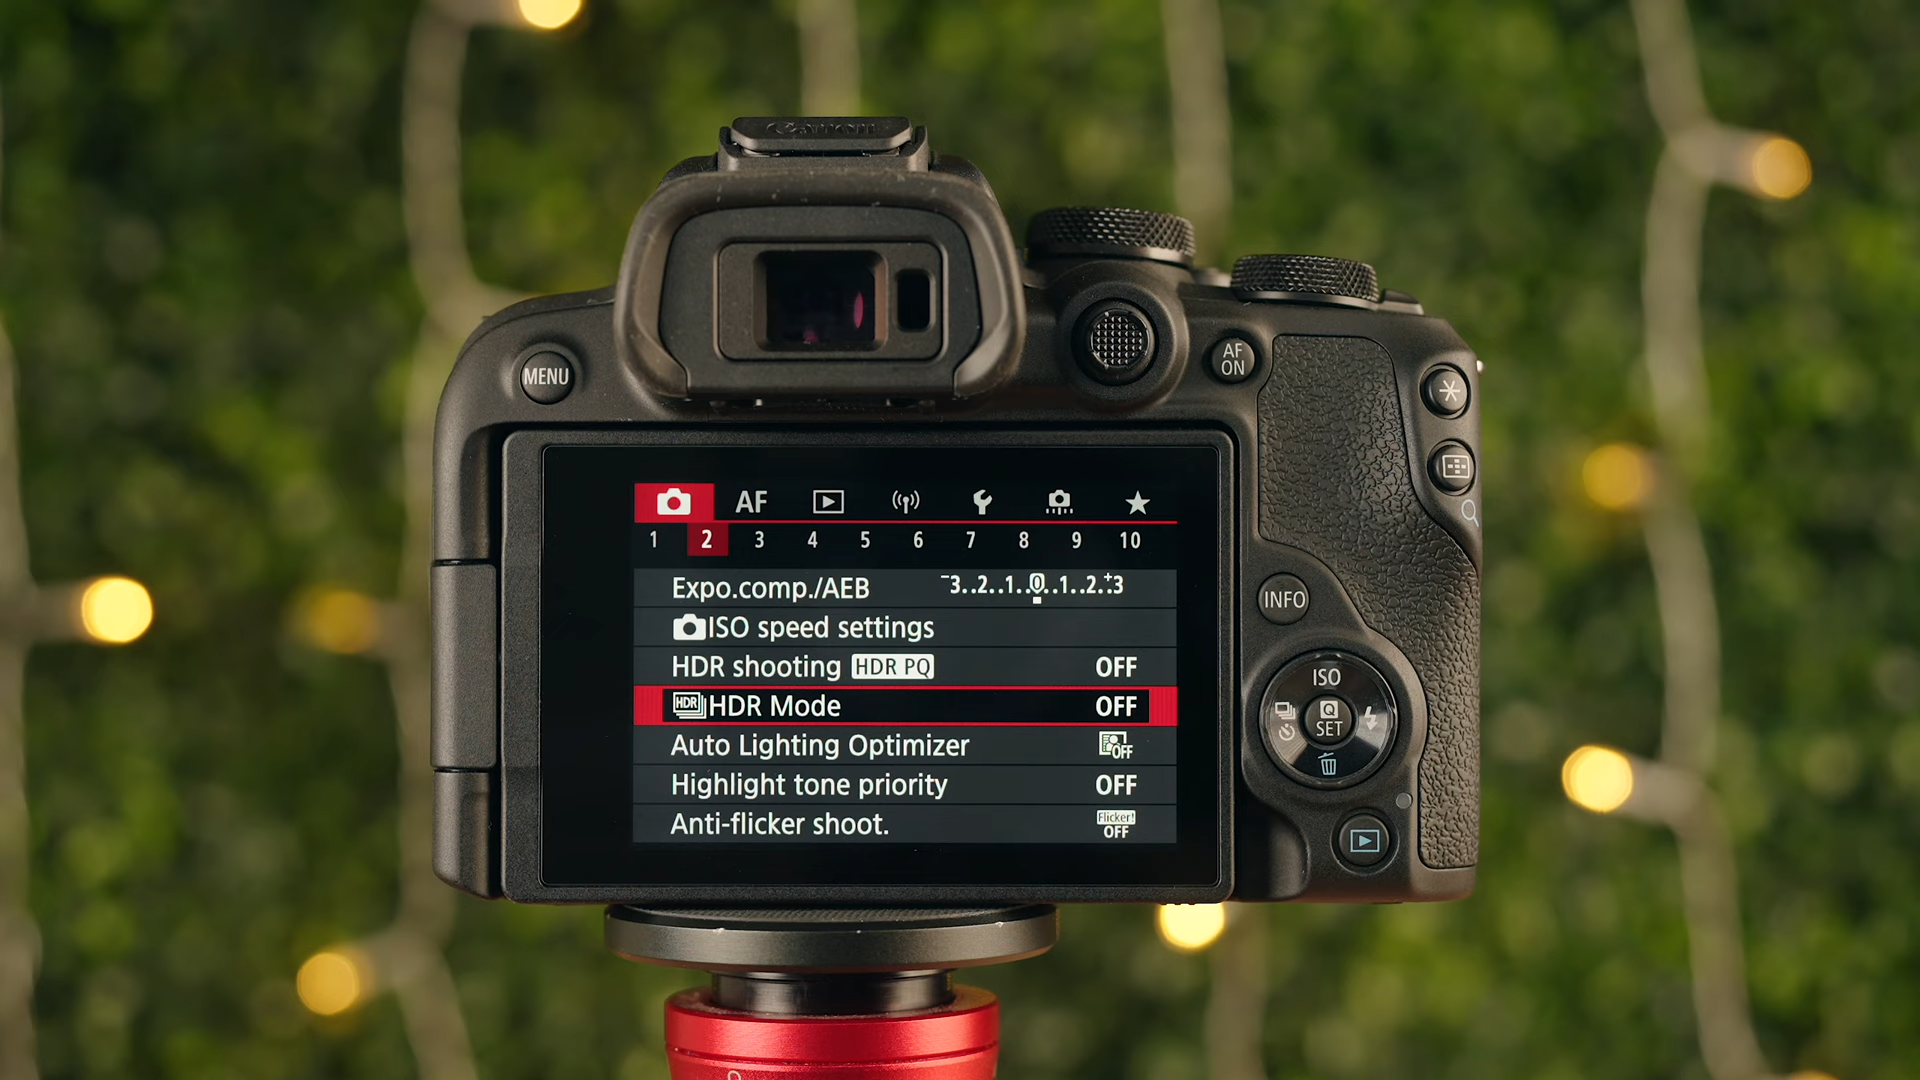 Canon
MENU
AF
ON
AF
1 2 3 4 5 6 7 8 9 10
Expo.comp./AEB -3..2..1..0..1..2.+3
ISO speed settings
HDR shooting HDR PQ OFF
HDR HDR Mode OFF
Auto Lighting Optimizer OFF
Highlight tone priority OFF
Anti-flicker shoot. Flicker! OFF
INFO
ISO
Q
SET